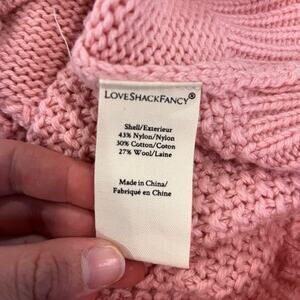 LOVESHACKFANCY®
Shell/Exterieur
43% Nylon/Nylon
30% Cotton/Coton
27% Wool/Laine
Made in China/
Fabriqué en Chine